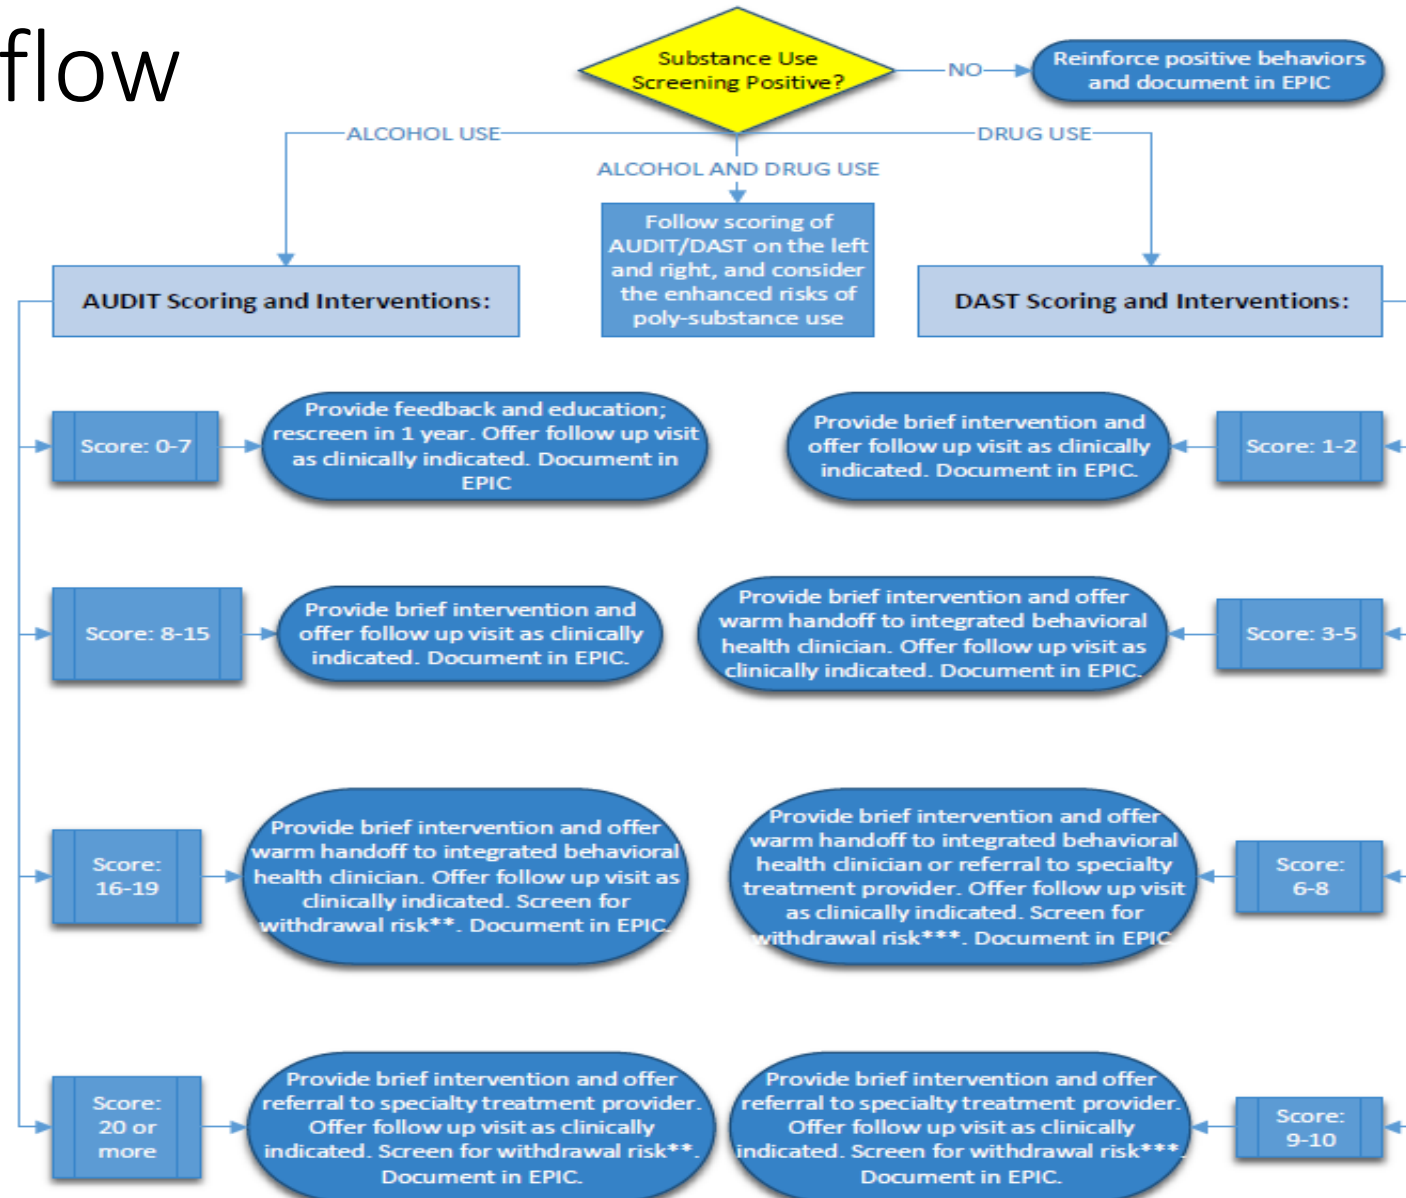 flow
Substance Use
Screening Positive?
NO
Reinforce positive behaviors
and document in EPIC
ALCOHOL USE
DRUG USE
ALCOHOL AND DRUG USE
Follow scoring of
AUDIT/DAST on the left
and right, and consider
the enhanced risks of
poly-substance use
AUDIT Scoring and Interventions:
DAST Scoring and Interventions:
Score: 0-7
Provide feedback and education;
rescreen in 1 year. Offer follow up visit
as clinically indicated. Document in
EPIC
Provide brief intervention and
offer follow up visit as clinically
indicated. Document in EPIC.
Score: 1-2
Score: 8-15
Provide brief intervention and
offer follow up visit as clinically
indicated. Document in EPIC.
Provide brief intervention and offer
warm handoff to integrated behavioral
health clinician. Offer follow up visit as
clinically indicated. Document in EPIC.
Score: 3-5
Score:
16-19
Provide brief intervention and offer
warm handoff to integrated behavioral
health clinician. Offer follow up visit as
clinically indicated. Screen for
withdrawal risk**. Document in EPIC.
Provide brief intervention and offer
warm handoff to integrated behavioral
health clinician or referral to specialty
treatment provider. Offer follow up visit
as clinically indicated. Screen for
withdrawal risk***. Document in EPIC
Score:
6-8
Score:
20 or
more
Provide brief intervention and offer
referral to specialty treatment provider.
Offer follow up visit as clinically
indicated. Screen for withdrawal risk**.
Document in EPIC.
Provide brief intervention and offer
referral to specialty treatment provider.
Offer follow up visit as clinically
indicated. Screen for withdrawal risk***.
Document in EPIC.
Score:
9-10